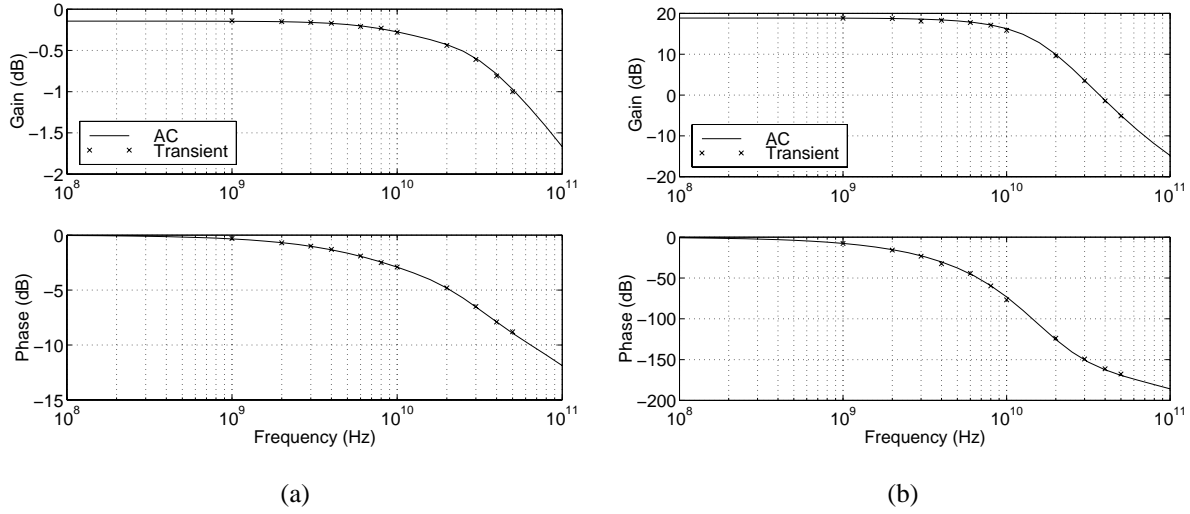 0
−0.5
−1
−1.5
−2
Gain (dB)
AC
Transient
10^8
10^9
10^10
10^11
0
−5
−10
−15
Phase (dB)
10^8
10^9
10^10
10^11
Frequency (Hz)
(a)
20
10
0
−10
−20
Gain (dB)
AC
Transient
10^8
10^9
10^10
10^11
0
−50
−100
−150
−200
Phase (dB)
10^8
10^9
10^10
10^11
Frequency (Hz)
(b)